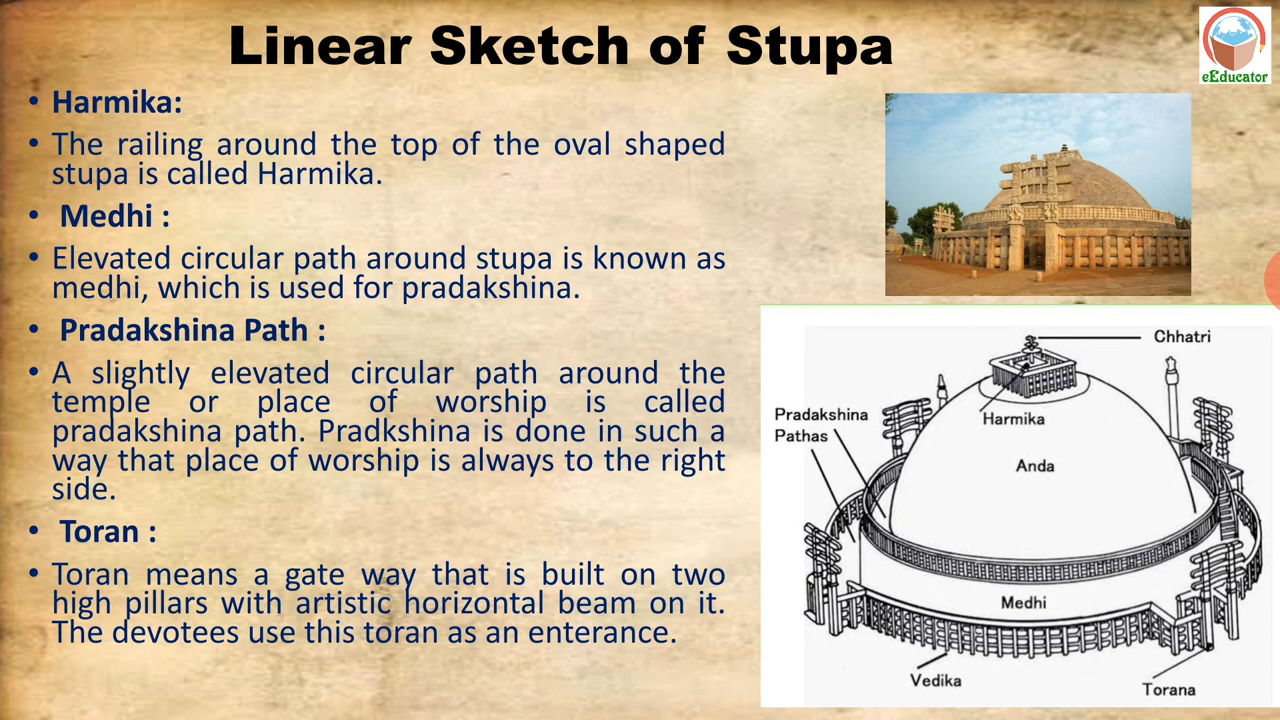 Linear Sketch of Stupa
eEducator
• Harmika:
• The railing around the top of the oval shaped
stupa is called Harmika.
• Medhi :
• Elevated circular path around stupa is known as
medhi, which is used for pradakshina.
• Pradakshina Path :
• A slightly elevated circular path around the
temple or place of worship is called
pradakshina path. Pradkshina is done in such a
way that place of worship is always to the right
side.
• Toran :
• Toran means a gate way that is built on two
high pillars with artistic horizontal beam on it.
The devotees use this toran as an enterance.
Chhatri
Harmika
Pradakshina
Pathas
Anda
Medhi
Vedika
Torana